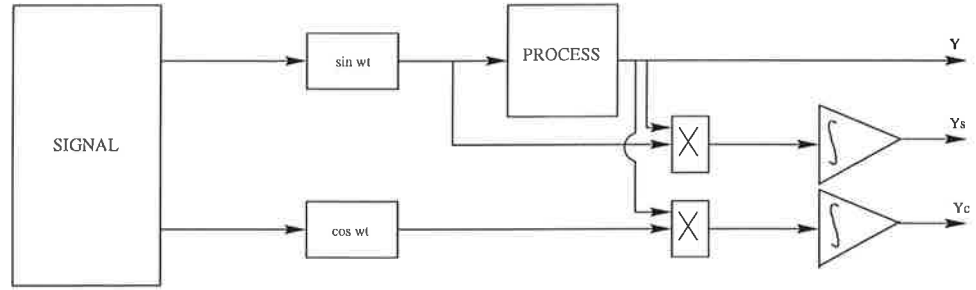 Y
PROCESS
sin wt
Ys
X
SIGNAL
Yc
X
cos wt